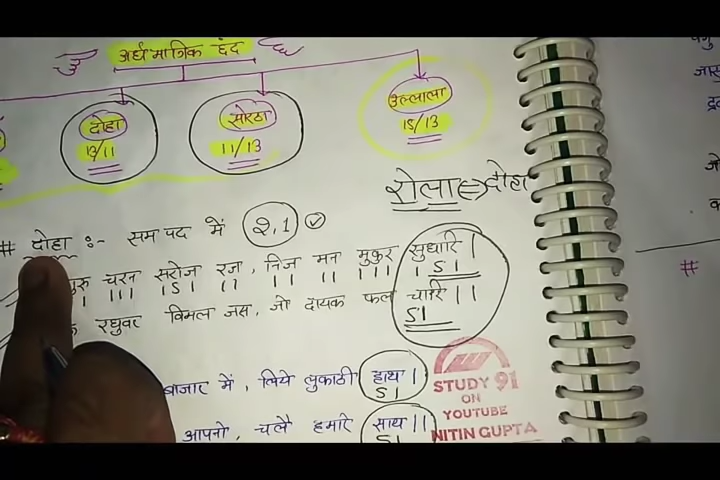 अर्धमात्रिक छंद
दोहा सोरठा उल्लाला
13/11 11/13 15/13
रोला दोहा
# दोहा :- सम पद में 2,1
गुरु चरन सरोज रज, निज मन मुकुर सुधारि |
| ||| |S| || || || ||| |S|
रघुवर विमल जस, जो दायक फल चारि ||
S|
बाजार में, लिये लुकाठी हाथ |
S|
आपनो, चलै हमारे साथ ||
S|
STUDY 91
ON
YOUTUBE
NITIN GUPTA
#